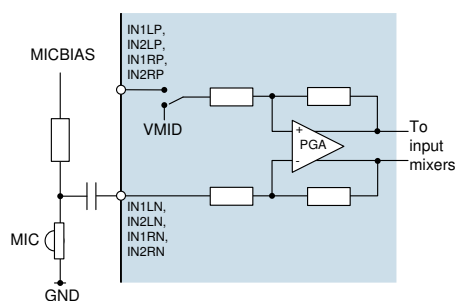 IN1LP,
IN2LP,
IN1RP,
IN2RP
MICBIAS
VMID
+
PGA
-
To
input
mixers
IN1LN,
IN2LN,
IN1RN,
IN2RN
MIC
GND